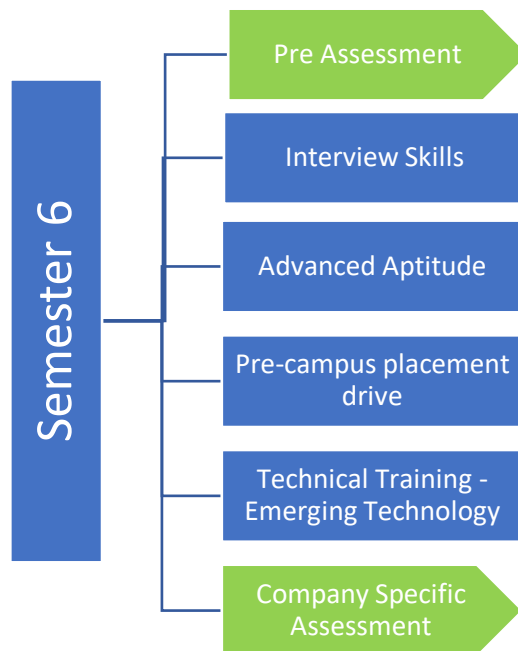 Semester 6
Pre Assessment
Interview Skills
Advanced Aptitude
Pre-campus placement
drive
Technical Training -
Emerging Technology
Company Specific
Assessment